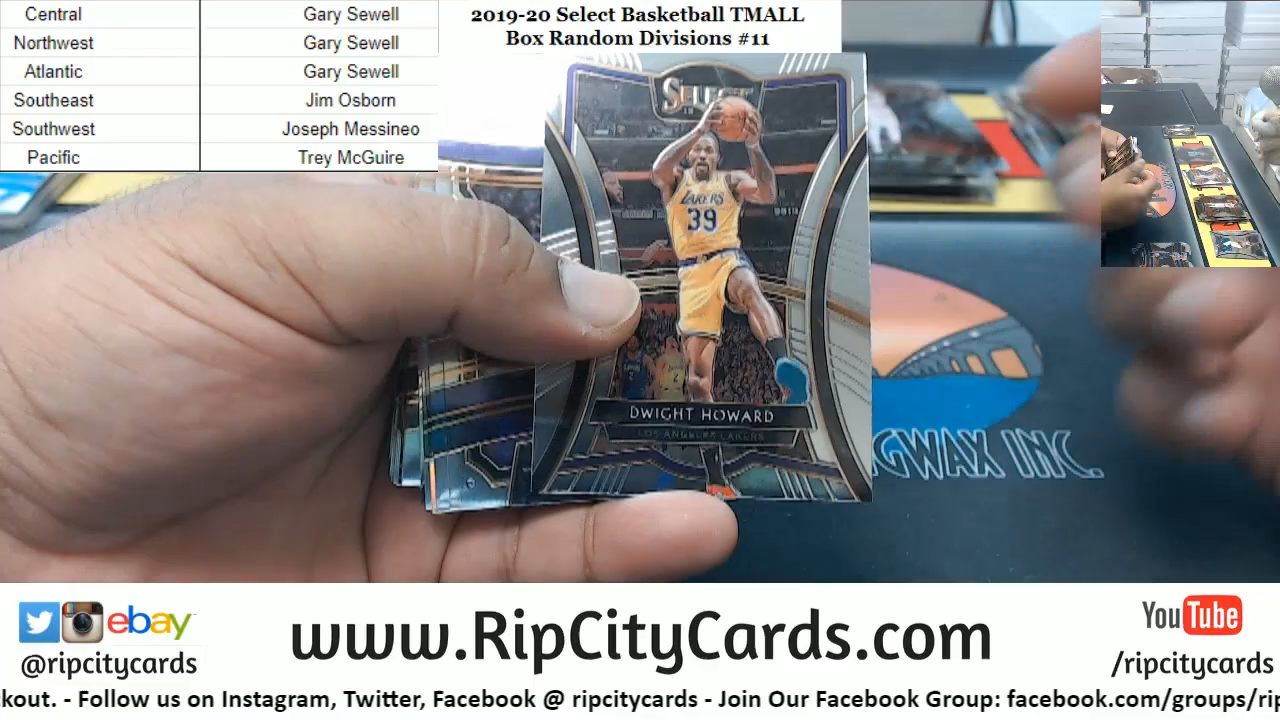 Central Gary Sewell
Northwest Gary Sewell
Atlantic Gary Sewell
Southeast Jim Osborn
Southwest Joseph Messineo
Pacific Trey McGuire
2019-20 Select Basketball TMALL
Box Random Divisions #11
SELECT
LAKERS
39
DWIGHT HOWARD
LOS ANGELES LAKERS
GWAX INC.
ebay
@ripcitycards
www.RipCityCards.com
YouTube
/ripcitycards
ckout. - Follow us on Instagram, Twitter, Facebook @ ripcitycards - Join Our Facebook Group: facebook.com/groups/rip